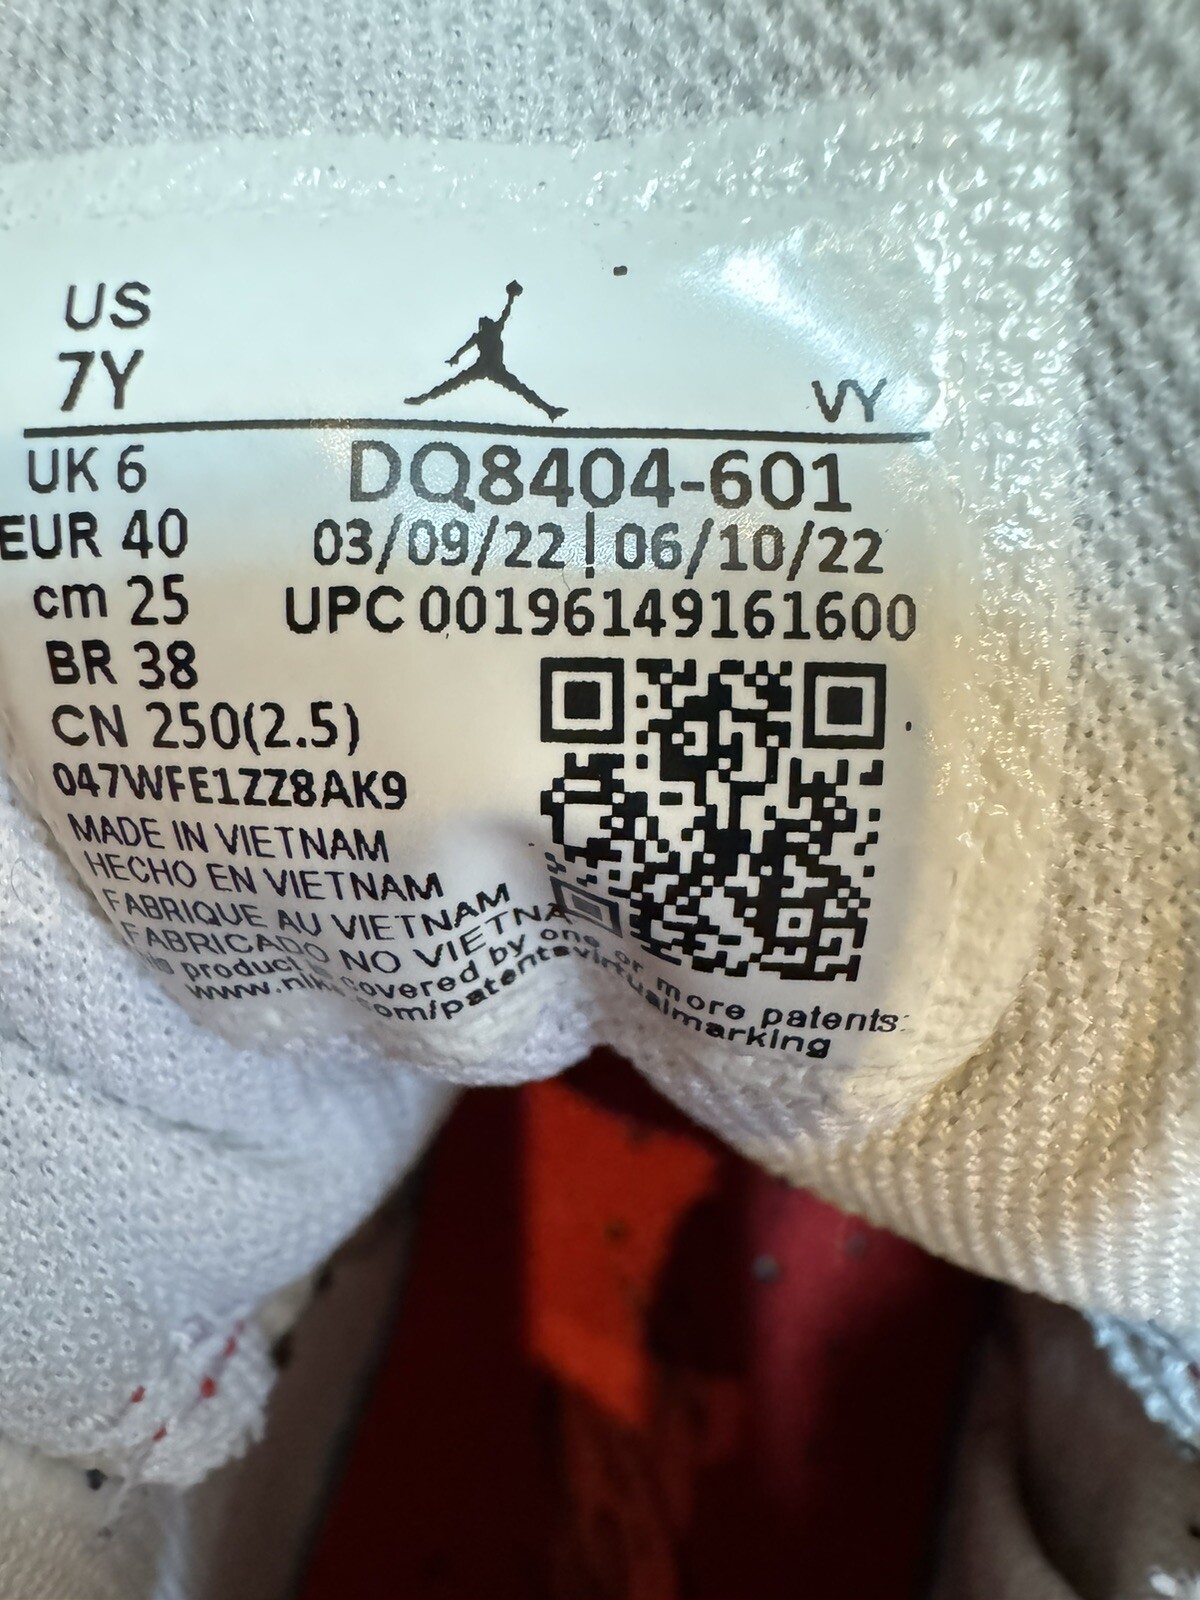 US
7Y
VY
UK 6
DQ8404-601
EUR 40
03/09/22 | 06/10/22
cm 25
UPC 00196149161600
BR 38
CN 250(2.5)
047WFE1ZZ8AK9
MADE IN VIETNAM
HECHO EN VIETNAM
FABRIQUE AU VIETNAM
FABRICADO NO VIETNA
product is covered by one or more patents:
www.nike.com/patentsvirtualmarking